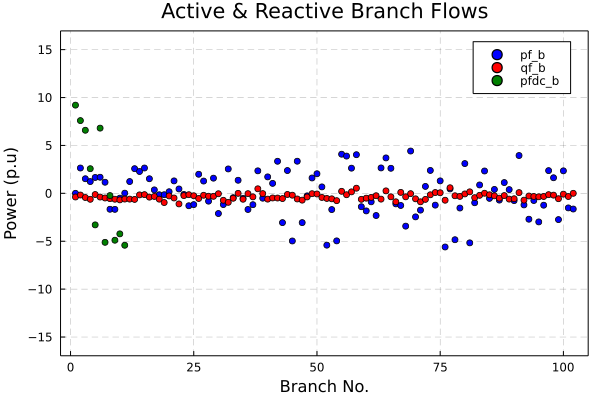 Active & Reactive Branch Flows
Power (p.u)
15
10
5
0
−5
−10
−15
pf_b
qf_b
pfdc_b
0 25 50 75 100
Branch No.